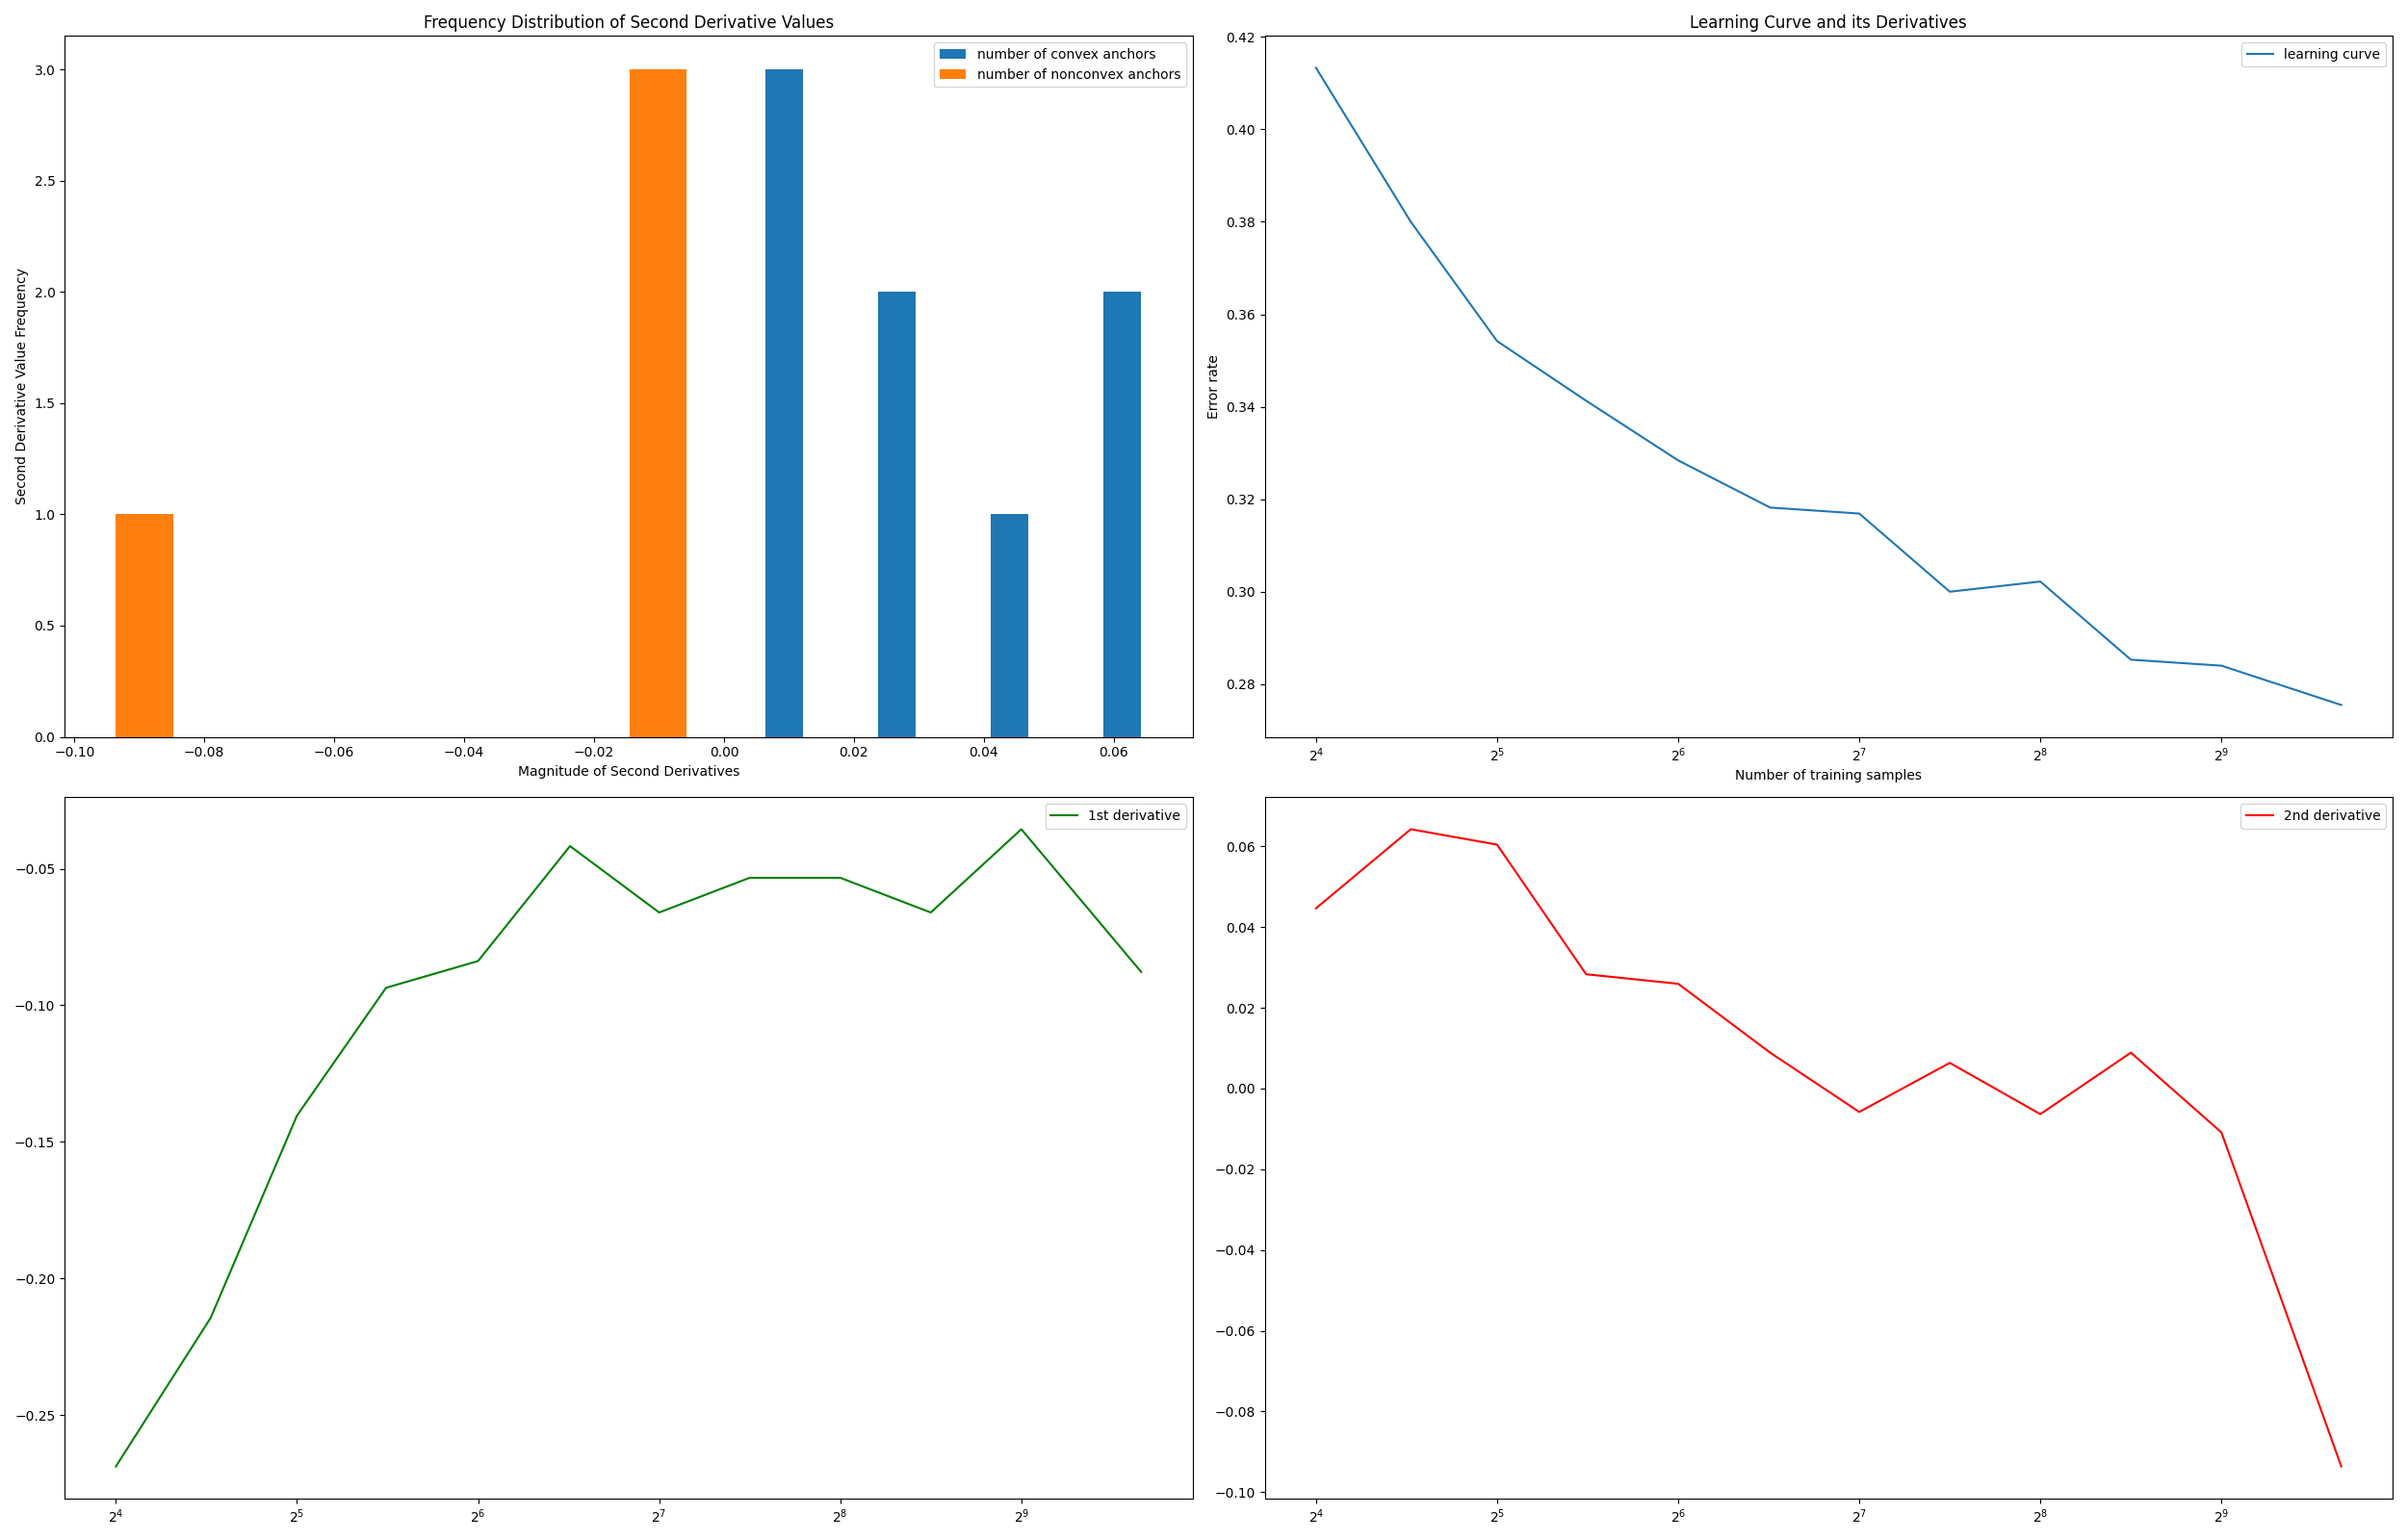 Frequency Distribution of Second Derivative Values
number of convex anchors
number of nonconvex anchors
Second Derivative Value Frequency
3.0
2.5
2.0
1.5
1.0
0.5
0.0
−0.10 −0.08 −0.06 −0.04 −0.02 0.00 0.02 0.04 0.06
Magnitude of Second Derivatives
Learning Curve and its Derivatives
learning curve
Error rate
0.42
0.40
0.38
0.36
0.34
0.32
0.30
0.28
2⁴ 2⁵ 2⁶ 2⁷ 2⁸ 2⁹
Number of training samples
1st derivative
−0.05
−0.10
−0.15
−0.20
−0.25
2⁴ 2⁵ 2⁶ 2⁷ 2⁸ 2⁹
2nd derivative
0.06
0.04
0.02
0.00
−0.02
−0.04
−0.06
−0.08
−0.10
2⁴ 2⁵ 2⁶ 2⁷ 2⁸ 2⁹